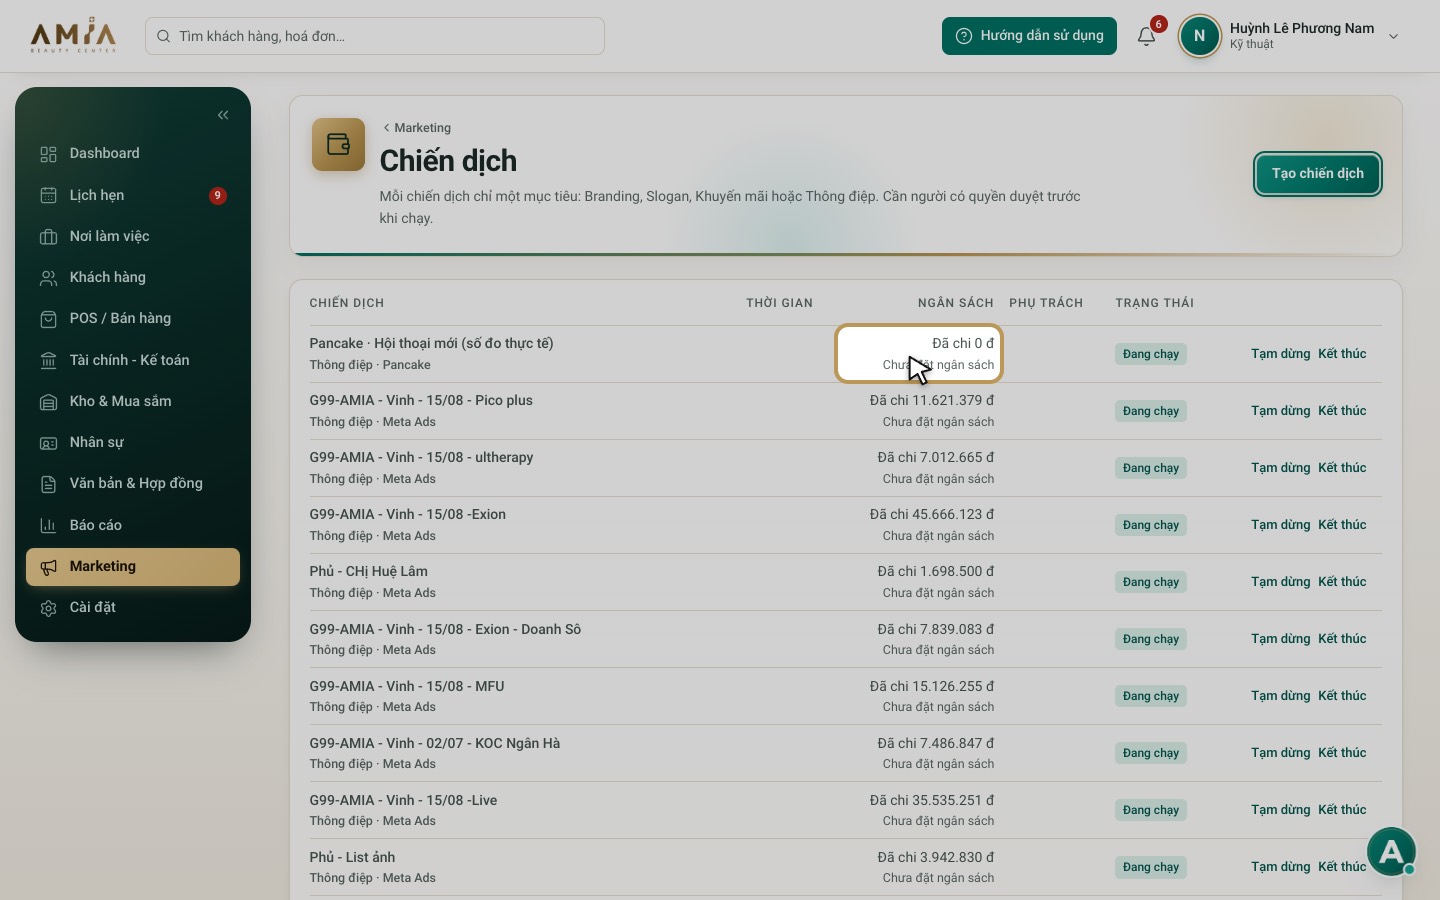 AMIA
BEAUTY CENTER
Tìm khách hàng, hoá đơn...
Hướng dẫn sử dụng
6
N
Huỳnh Lê Phương Nam
Kỹ thuật
Dashboard
Lịch hẹn
9
Nơi làm việc
Khách hàng
POS / Bán hàng
Tài chính - Kế toán
Kho & Mua sắm
Nhân sự
Văn bản & Hợp đồng
Báo cáo
Marketing
Cài đặt
Marketing
Chiến dịch
Mỗi chiến dịch chỉ một mục tiêu: Branding, Slogan, Khuyến mãi hoặc Thông điệp. Cần người có quyền duyệt trước
khi chạy.
Tạo chiến dịch
CHIẾN DỊCH THỜI GIAN NGÂN SÁCH PHỤ TRÁCH TRẠNG THÁI
Pancake · Hội thoại mới (số đo thực tế) Đã chi 0 đ
Thông điệp · Pancake Chưa đặt ngân sách Đang chạy Tạm dừng Kết thúc
G99-AMIA - Vinh - 15/08 - Pico plus Đã chi 11.621.379 đ
Thông điệp · Meta Ads Chưa đặt ngân sách Đang chạy Tạm dừng Kết thúc
G99-AMIA - Vinh - 15/08 - ultherapy Đã chi 7.012.665 đ
Thông điệp · Meta Ads Chưa đặt ngân sách Đang chạy Tạm dừng Kết thúc
G99-AMIA - Vinh - 15/08 -Exion Đã chi 45.666.123 đ
Thông điệp · Meta Ads Chưa đặt ngân sách Đang chạy Tạm dừng Kết thúc
Phủ - CHị Huệ Lâm Đã chi 1.698.500 đ
Thông điệp · Meta Ads Chưa đặt ngân sách Đang chạy Tạm dừng Kết thúc
G99-AMIA - Vinh - 15/08 - Exion - Doanh Số Đã chi 7.839.083 đ
Thông điệp · Meta Ads Chưa đặt ngân sách Đang chạy Tạm dừng Kết thúc
G99-AMIA - Vinh - 15/08 - MFU Đã chi 15.126.255 đ
Thông điệp · Meta Ads Chưa đặt ngân sách Đang chạy Tạm dừng Kết thúc
G99-AMIA - Vinh - 02/07 - KOC Ngân Hà Đã chi 7.486.847 đ
Thông điệp · Meta Ads Chưa đặt ngân sách Đang chạy Tạm dừng Kết thúc
G99-AMIA - Vinh - 15/08 -Live Đã chi 35.535.251 đ
Thông điệp · Meta Ads Chưa đặt ngân sách Đang chạy Tạm dừng Kết thúc
Phủ - List ảnh Đã chi 3.942.830 đ
Thông điệp · Meta Ads Chưa đặt ngân sách Đang chạy Tạm dừng Kết thúc
A